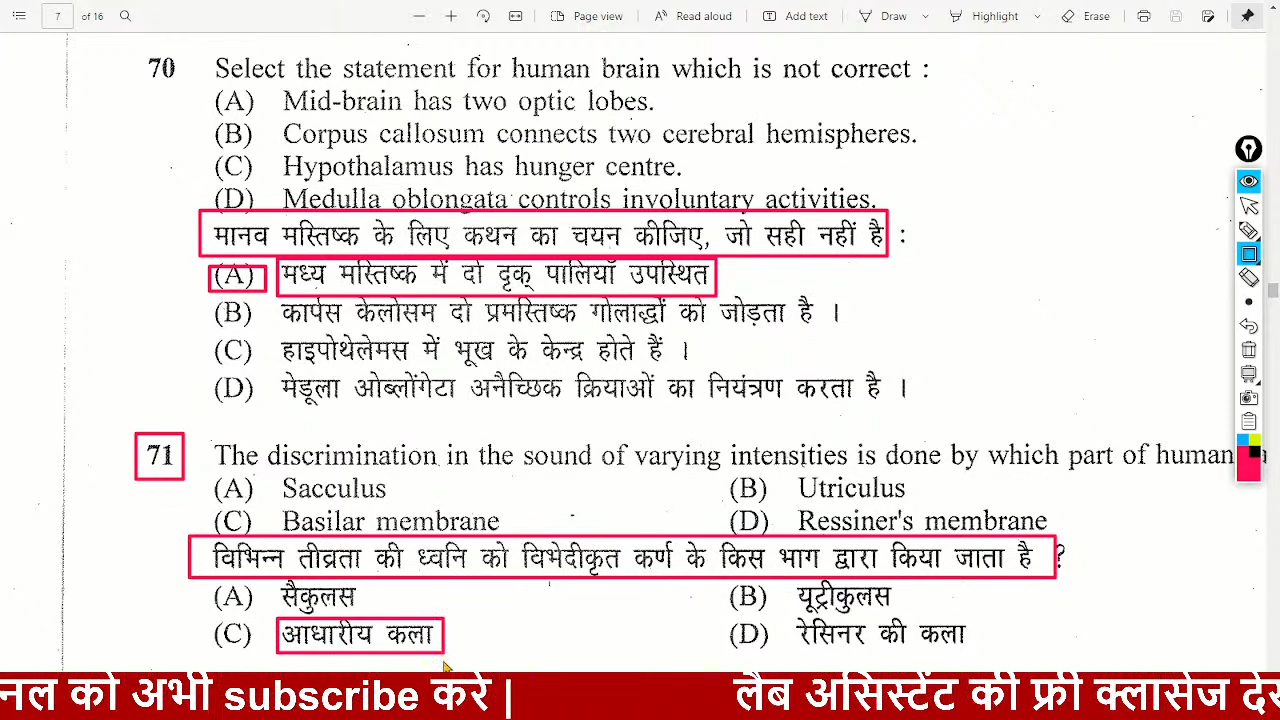 7 of 16 Page view Read aloud Add text Draw Highlight Erase
70 Select the statement for human brain which is not correct :
(A) Mid-brain has two optic lobes.
(B) Corpus callosum connects two cerebral hemispheres.
(C) Hypothalamus has hunger centre.
(D) Medulla oblongata controls involuntary activities.
मानव मस्तिष्क के लिए कथन का चयन कीजिए, जो सही नहीं है :
(A) मध्य मस्तिष्क में दो दृक् पालियाँ उपस्थित
(B) कार्पस केलोसम दो प्रमस्तिष्क गोलार्द्धों को जोड़ता है ।
(C) हाइपोथेलेमस में भूख के केन्द्र होते हैं ।
(D) मेडूला ओब्लोंगेटा अनैच्छिक क्रियाओं का नियंत्रण करता है ।
71 The discrimination in the sound of varying intensities is done by which part of human
(A) Sacculus (B) Utriculus
(C) Basilar membrane (D) Ressiner's membrane
विभिन्न तीव्रता की ध्वनि को विभेदीकृत कर्ण के किस भाग द्वारा किया जाता है ?
(A) सैकुलस (B) यूट्रीकुलस
(C) आधारीय कला (D) रेसिनर की कला
नल को अभी subscribe करें | लैब असिस्टेंट की फ्री क्लासेज